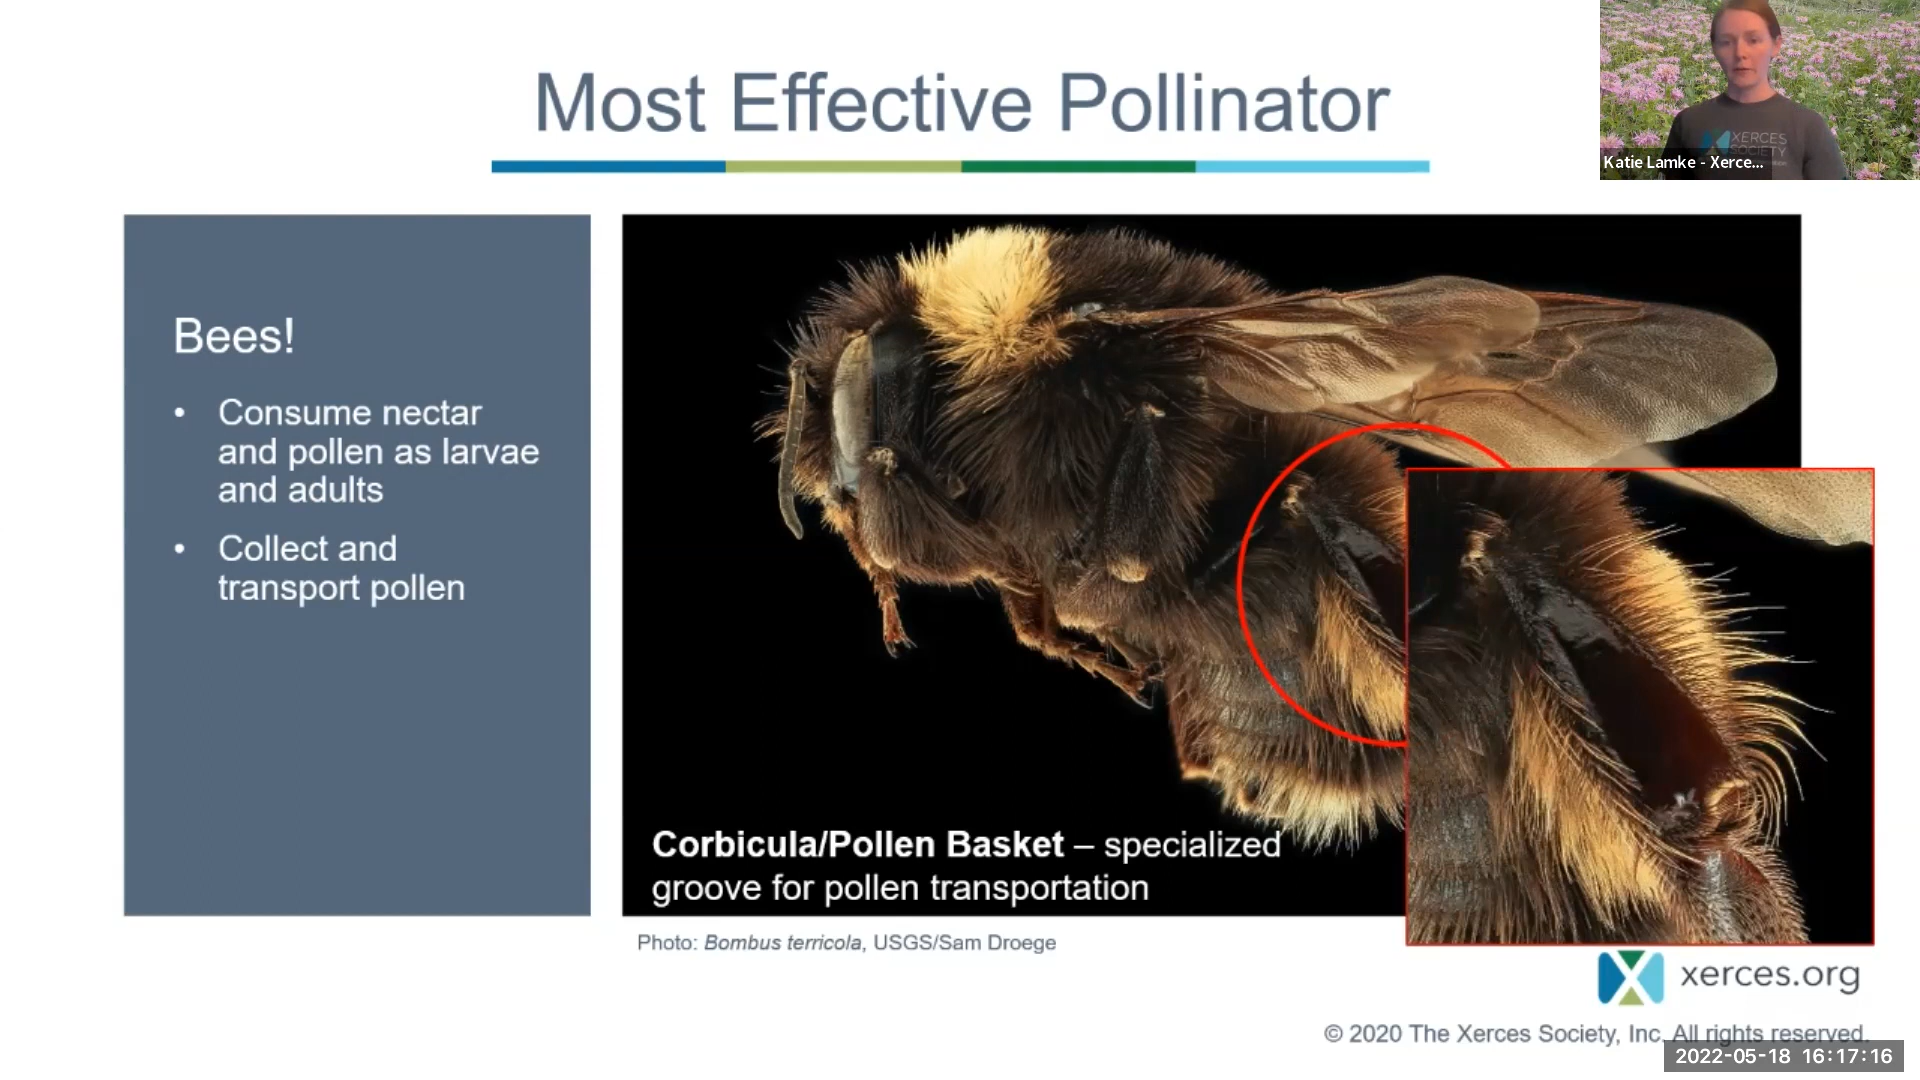 Most Effective Pollinator
XERCES
SOCIETY
Katie Lamke - Xerce...
Bees!
• Consume nectar
and pollen as larvae
and adults
• Collect and
transport pollen
Corbicula/Pollen Basket – specialized
groove for pollen transportation
Photo: Bombus terricola, USGS/Sam Droege
xerces.org
© 2020 The Xerces Society, Inc. All rights reserved.
2022-05-18 16:17:16